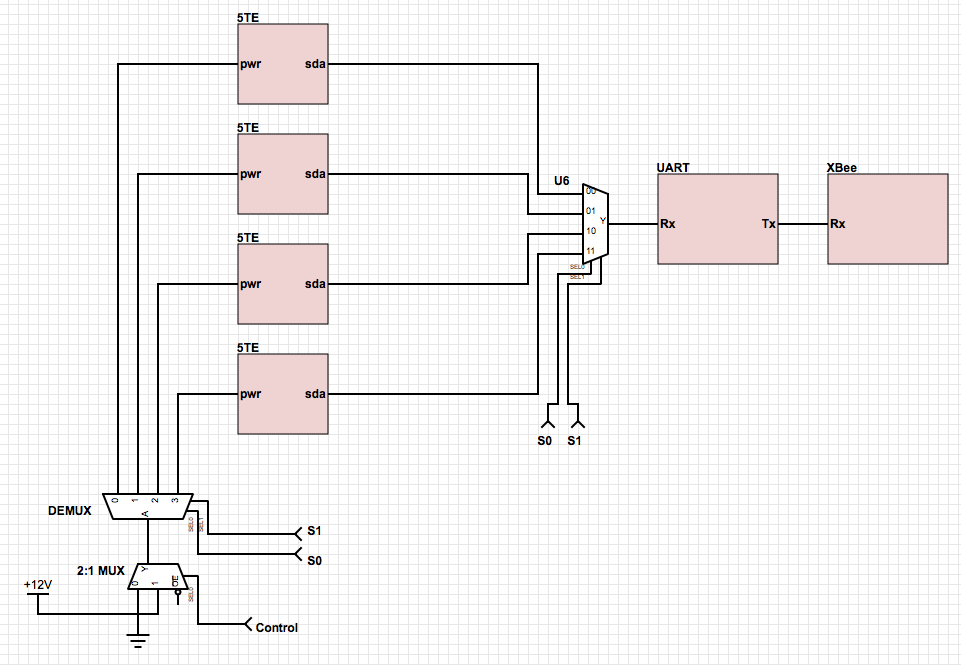 5TE
pwr sda
5TE
pwr sda
5TE
pwr sda
5TE
pwr sda
U6
00
01
10
11
Y
SEL0
SEL1
UART
Rx Tx
XBee
Rx
S0 S1
DEMUX
0 1 2 3
A
SEL0
SEL1
S1
S0
2:1 MUX
Y
0 1 OE
SEL0
+12V
Control